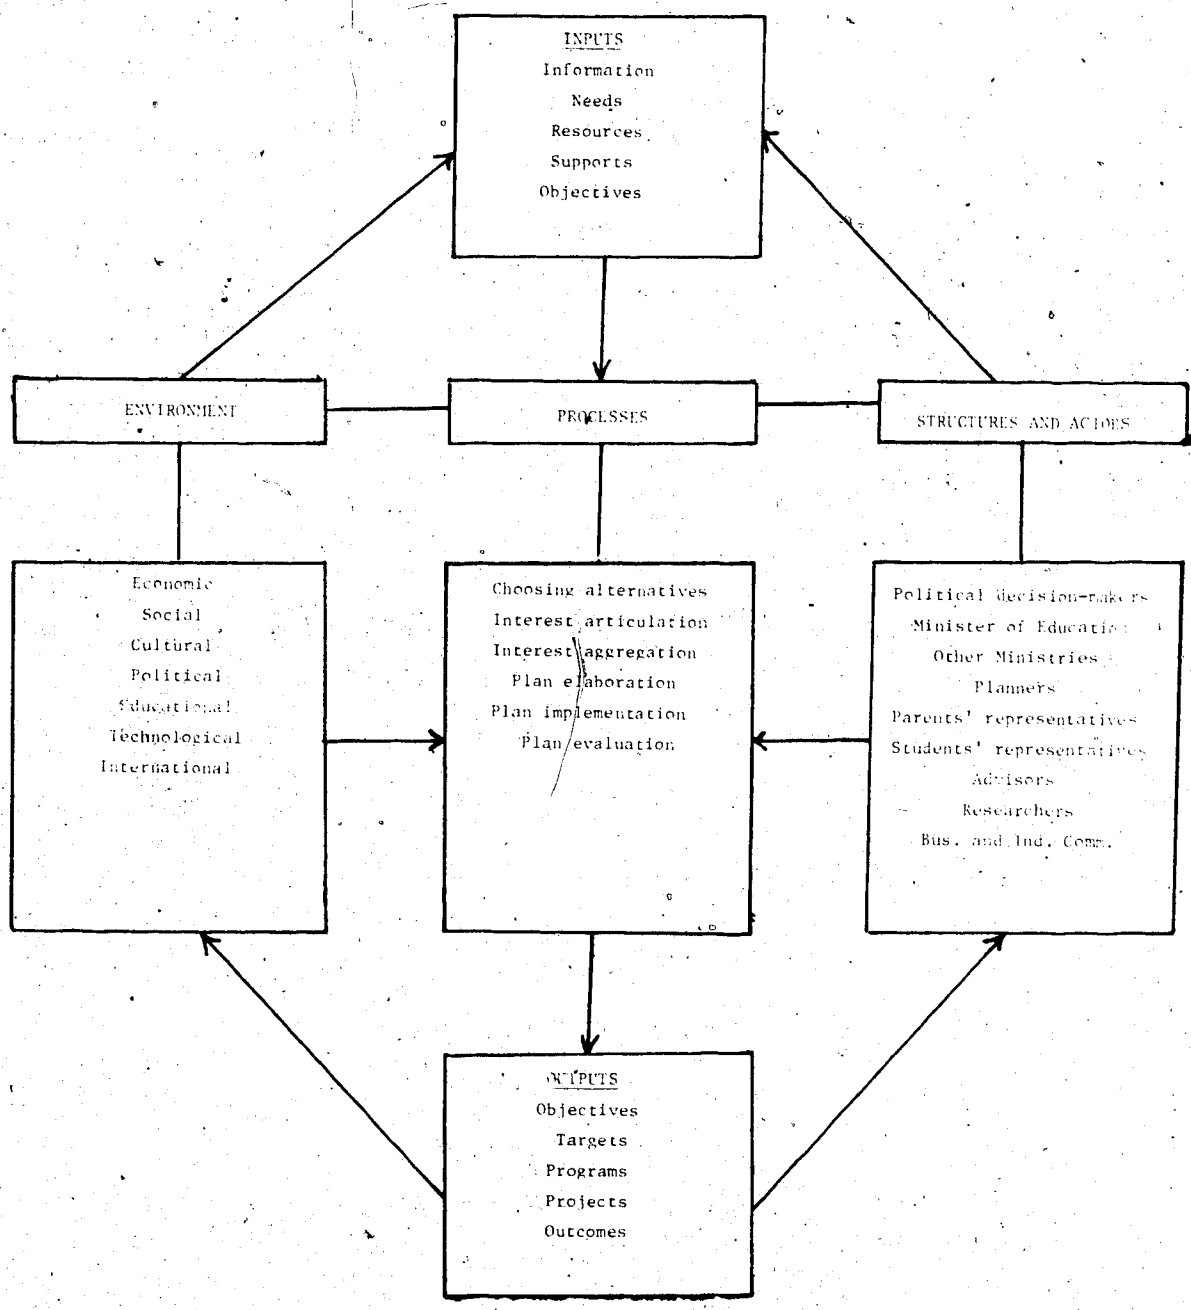 INPUTS
Information
Needs
Resources
Supports
Objectives
ENVIRONMENT
PROCESSES
STRUCTURES AND ACTORS
Economic
Social
Cultural
Political
Educational
Technological
International
Choosing alternatives
Interest articulation
Interest aggregation
Plan elaboration
Plan implementation
Plan evaluation
Political decision-makers
Minister of Education
Other Ministries
Planners
Parents' representatives
Students' representatives
Advisors
Researchers
Bus. and Ind. Comm.
OUTPUTS
Objectives
Targets
Programs
Projects
Outcomes